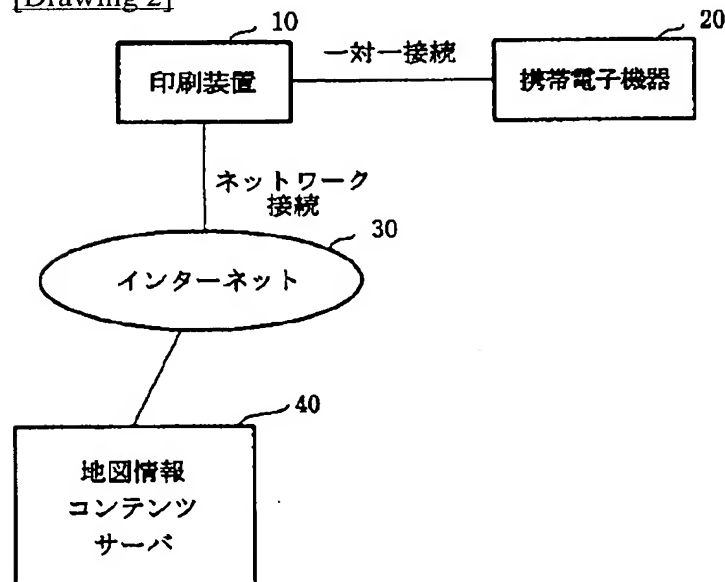 [Drawing 2]
10
20
印刷装置
一対一接続
携帯電子機器
ネットワーク
接続
30
インターネット
40
地図情報
コンテンツ
サーバ